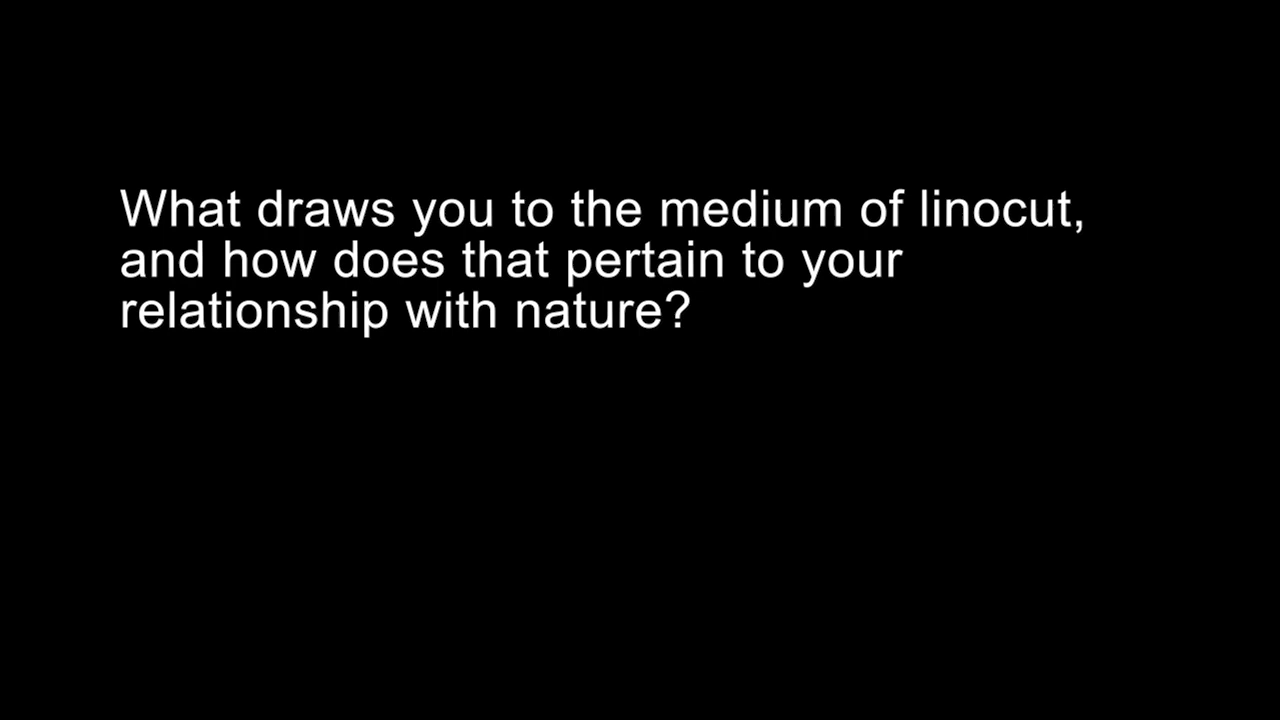 What draws you to the medium of linocut,
and how does that pertain to your
relationship with nature?